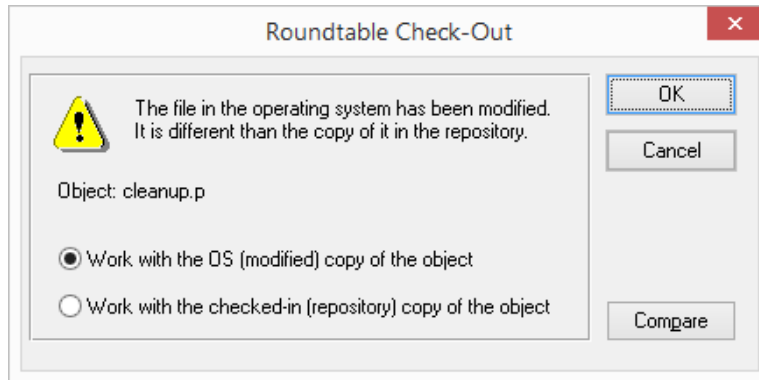 Roundtable Check-Out
The file in the operating system has been modified.
It is different than the copy of it in the repository.
Object: cleanup.p
Work with the OS (modified) copy of the object
Work with the checked-in (repository) copy of the object
OK
Cancel
Compare